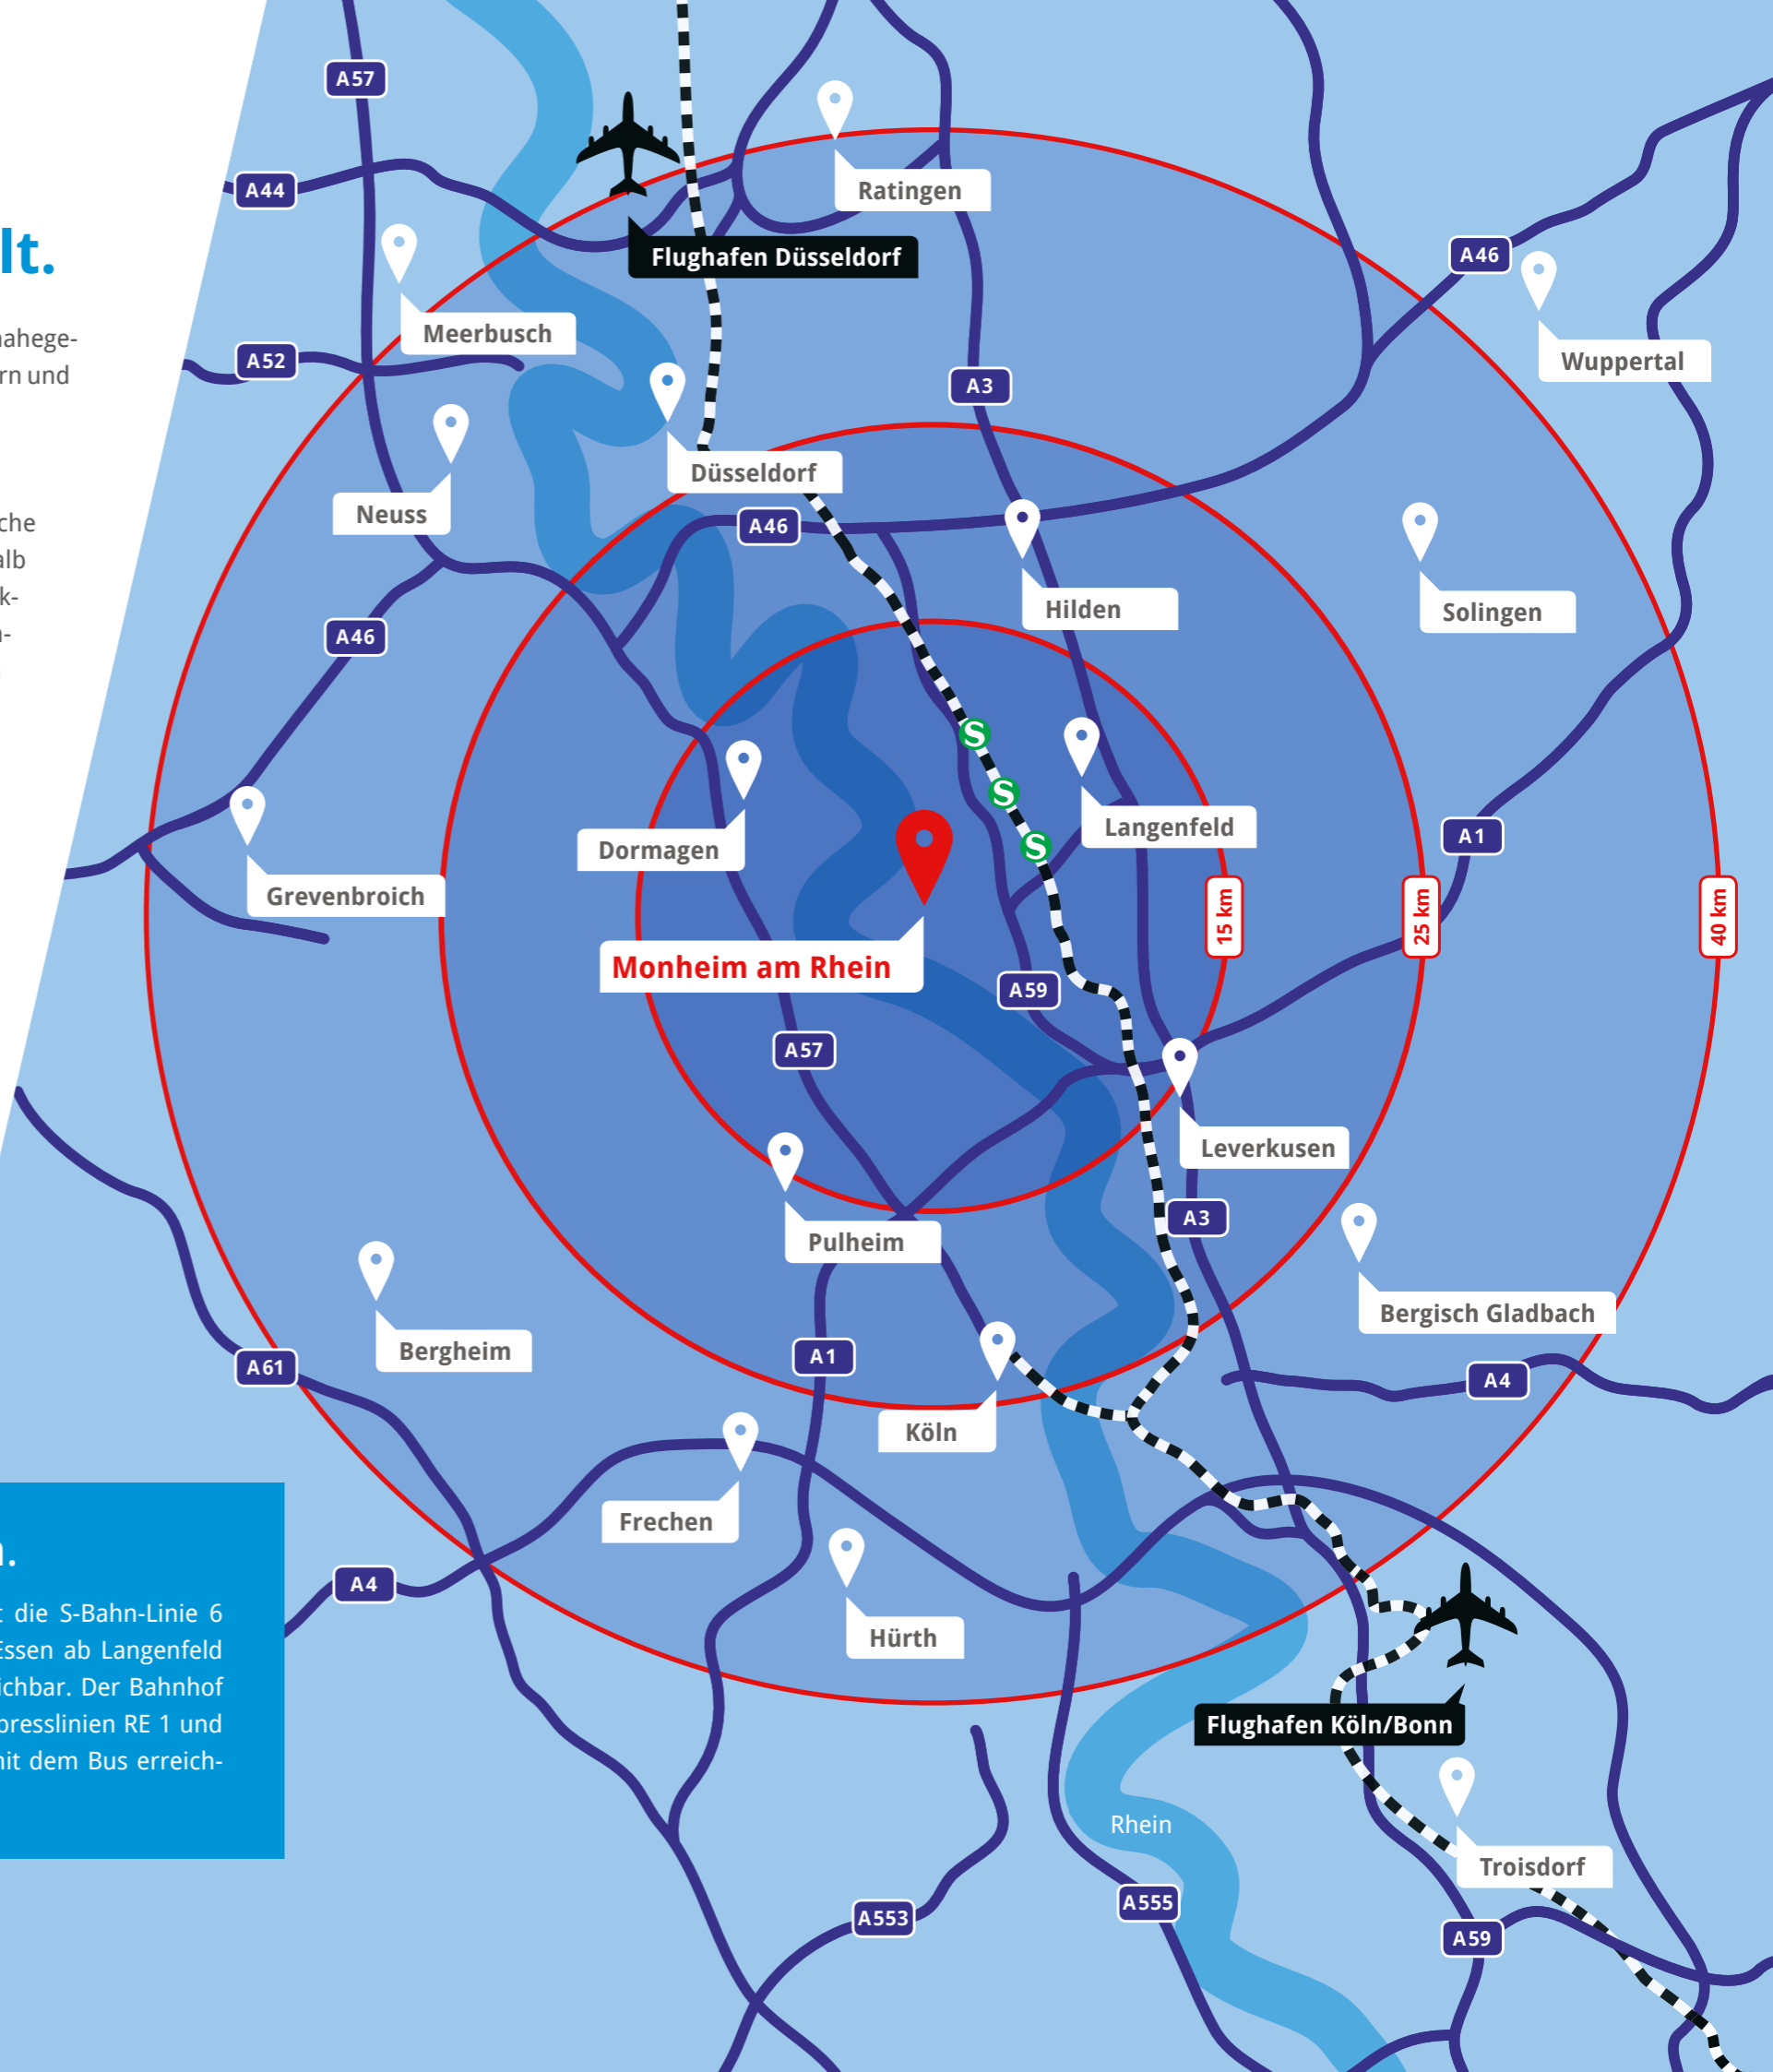 lt.
nahege-
rn und
che
alb
k-
n-
A57
A44
Ratingen
Flughafen Düsseldorf
A46
Meerbusch
A52
Wuppertal
A3
Düsseldorf
Neuss
A46
Hilden
Solingen
A46
S
S
S
Langenfeld
A1
Dormagen
Grevenbroich
15 km
25 km
40 km
Monheim am Rhein
A59
A57
Leverkusen
A3
Pulheim
Bergisch Gladbach
Bergheim
A1
A61
A4
Köln
Frechen
A4
Hürth
Flughafen Köln/Bonn
Rhein
Troisdorf
A555
A553
A59
n.
t die S-Bahn-Linie 6
Essen ab Langenfeld
ichbar. Der Bahnhof
presslinien RE 1 und
mit dem Bus erreich-